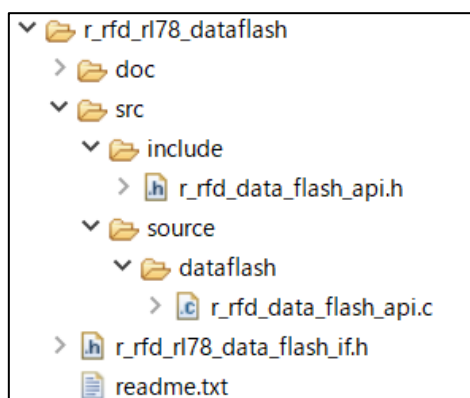 r_rfd_rl78_dataflash
doc
src
include
.h r_rfd_data_flash_api.h
source
dataflash
.c r_rfd_data_flash_api.c
.h r_rfd_rl78_data_flash_if.h
readme.txt